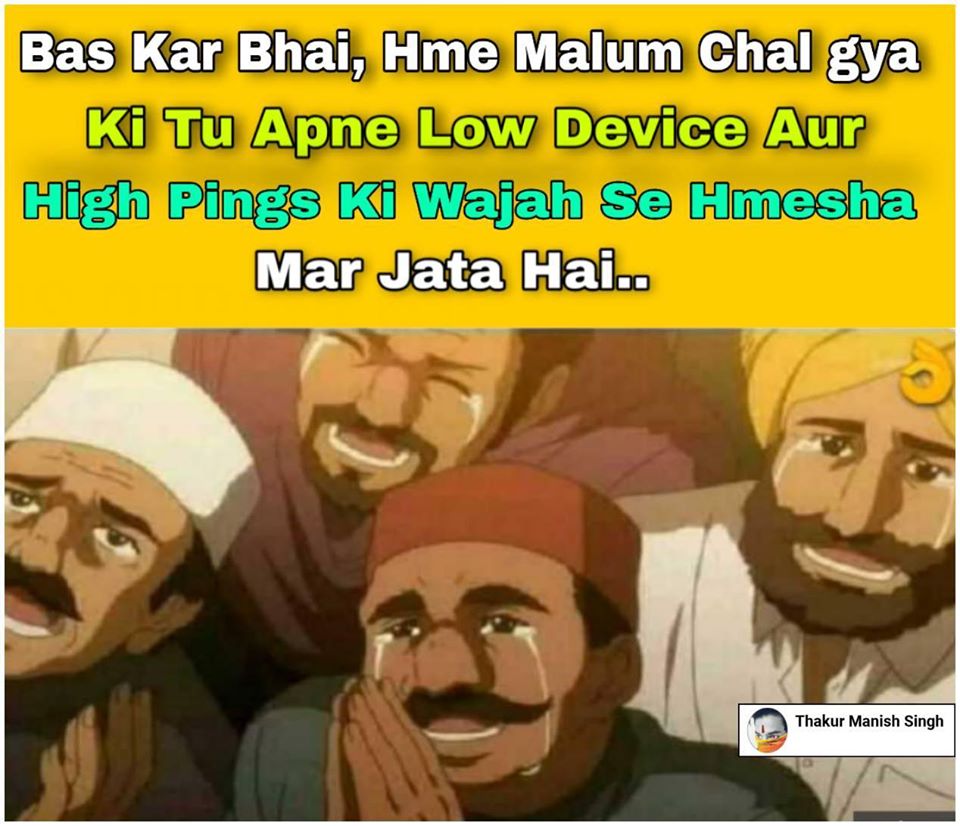 Bas Kar Bhai, Hme Malum Chal gya
Ki Tu Apne Low Device Aur
High Pings Ki Wajah Se Hmesha
Mar Jata Hai..
Thakur Manish Singh